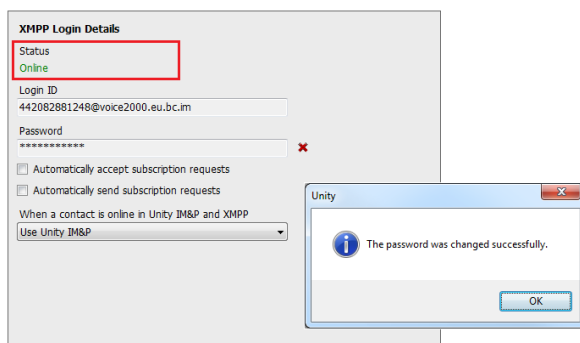 XMPP Login Details
Status
Online
Login ID
442082881248@voice2000.eu.bc.im
Password
***********
Automatically accept subscription requests
Automatically send subscription requests
When a contact is online in Unity IM&P and XMPP
Use Unity IM&P
Unity
The password was changed successfully.
OK